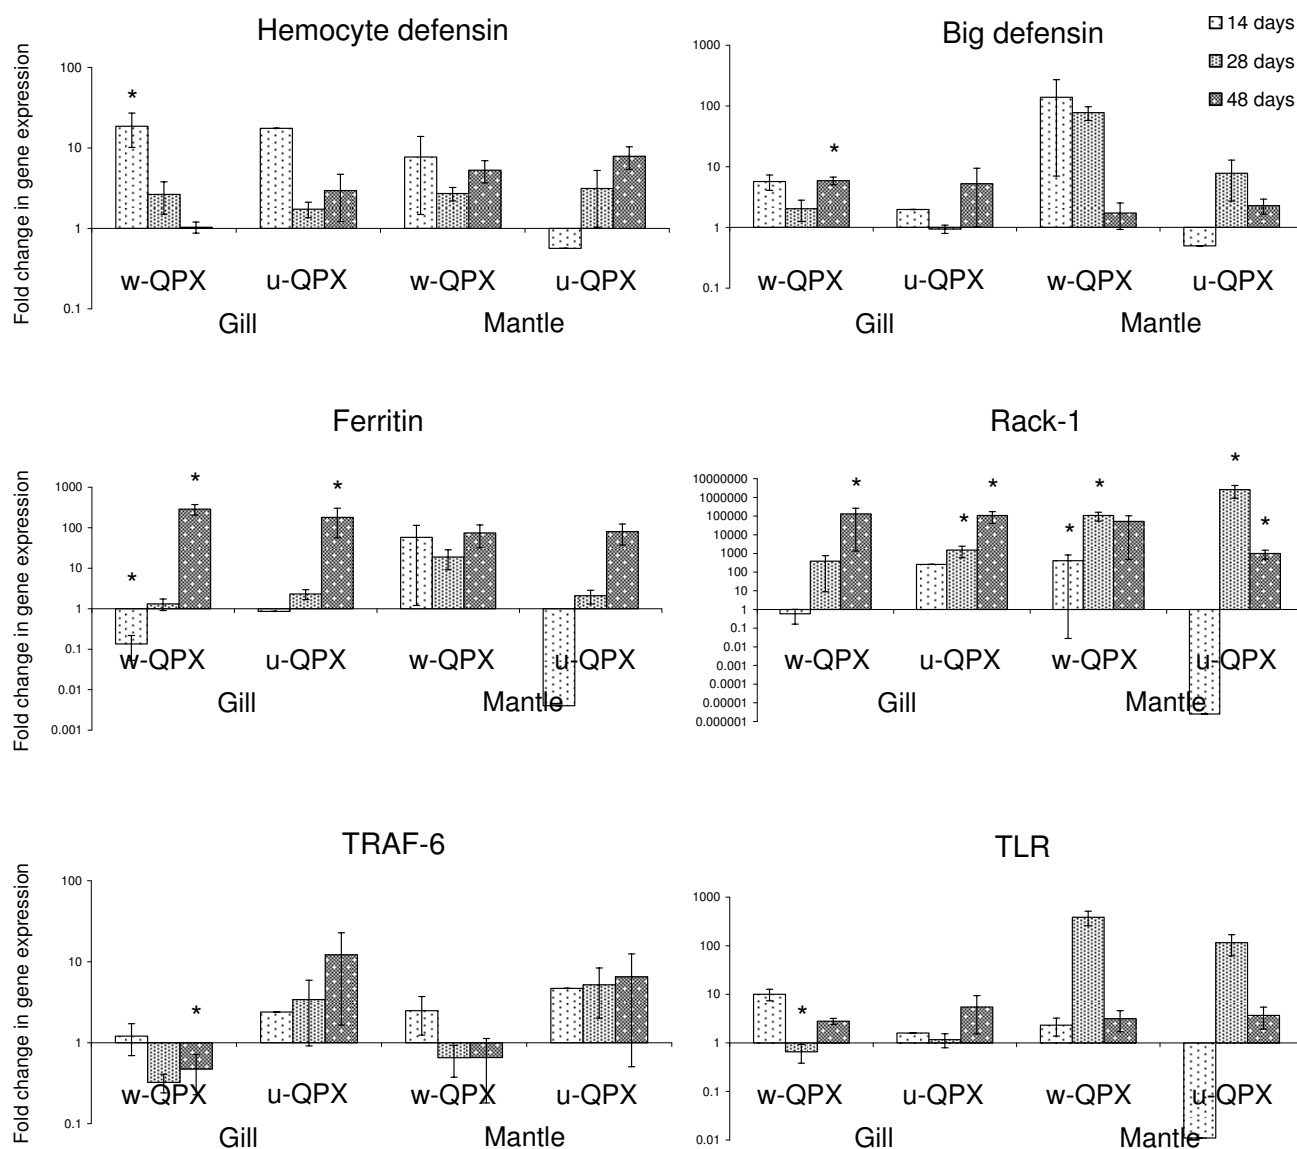 Hemocyte defensin
Fold change in gene expression
100
10
1
0.1
*
w-QPX u-QPX w-QPX u-QPX
Gill Mantle
Big defensin
14 days
28 days
48 days
1000
100
10
1
0.1
*
w-QPX u-QPX w-QPX u-QPX
Gill Mantle
Ferritin
Fold change in gene expression
1000
100
10
1
0.1
0.01
0.001
* * *
w-QPX u-QPX w-QPX u-QPX
Gill Mantle
Rack-1
10000000
1000000
100000
10000
1000
100
10
1
0.1
0.01
0.001
0.0001
0.00001
0.000001
* * * * * * *
w-QPX u-QPX w-QPX u-QPX
Gill Mantle
TRAF-6
Fold change in gene expression
100
10
1
0.1
*
w-QPX u-QPX w-QPX u-QPX
Gill Mantle
TLR
1000
100
10
1
0.1
0.01
*
w-QPX u-QPX w-QPX u-QPX
Gill Mantle